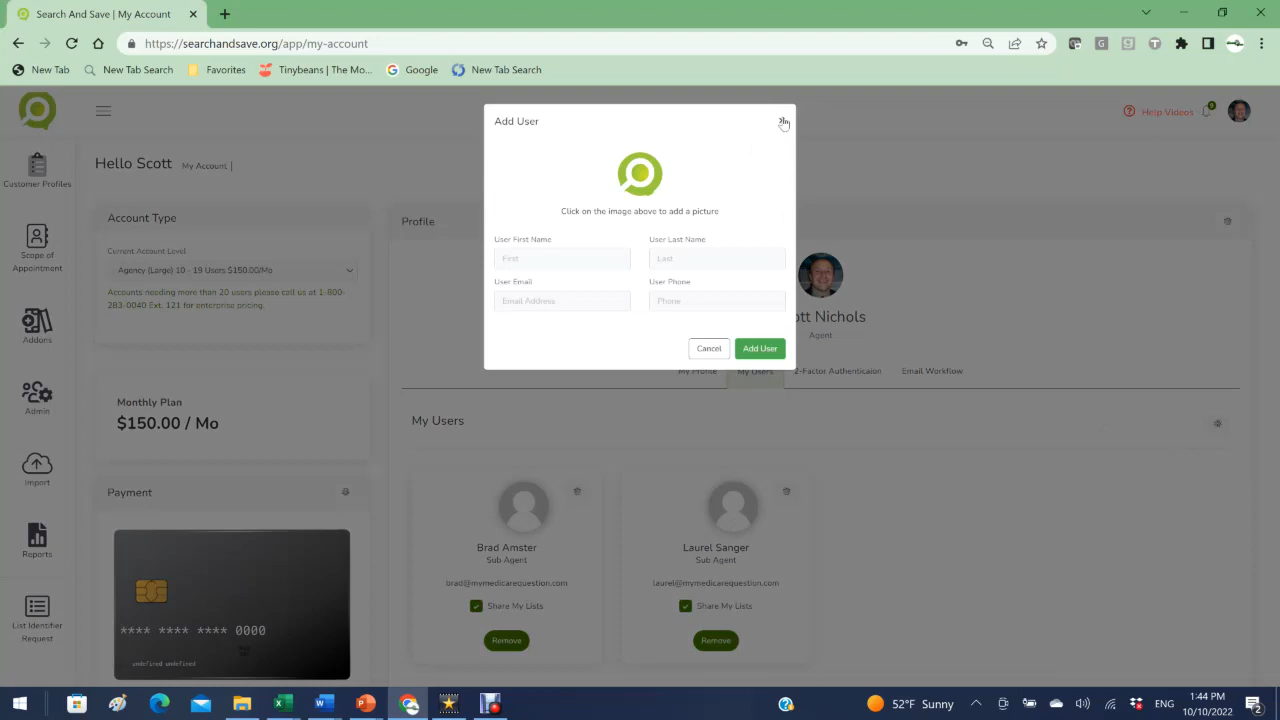 Search And Save | My Account
https://searchandsave.org/app/my-account
New Tab
New Tab Search
Favorites
Tinybeans | The Mo...
Google
New Tab Search
Add User
Click on the image above to add a picture
User First Name
User Last Name
First
Last
User Email
User Phone
Email Address
Phone
Cancel
Add User
Help Videos
9
Hello Scott
My Account |
Customer Profiles
Scope of
Appointment
Addons
Admin
Import
Reports
List Identifier
Request
Account Type
Current Account Level
Agency (Large) 10 - 19 Users $150.00/Mo
Accounts needing more than 20 users please call us at 1-800-
283-0040 Ext. 121 for enterprise pricing.
Monthly Plan
$150.00 / Mo
Payment
**** **** **** 0000
undefined undefined
Profile
ott Nichols
Agent
My Profile
My Users
2-Factor Authenticaion
Email Workflow
My Users
Brad Amster
Sub Agent
brad@mymedicarequestion.com
Share My Lists
Remove
Laurel Sanger
Sub Agent
laurel@mymedicarequestion.com
Share My Lists
Remove
52°F Sunny
ENG
1:44 PM
10/10/2022
2